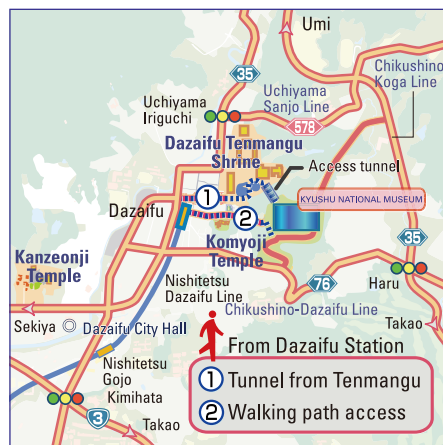 Umi
Chikushino
Koga Line
35
Uchiyama
Sanjo Line
Uchiyama
Iriguchi
578
Dazaifu Tenmangu
Shrine
Access tunnel
1
KYUSHU NATIONAL MUSEUM
Dazaifu
2
Komyoji
Temple
Kanzeonji
Temple
35
Nishitetsu
Dazaifu Line
76
Haru
Chikushino-Dazaifu Line
Sekiya
Dazaifu City Hall
Takao
From Dazaifu Station
Nishitetsu
Gojo
Kimihata
1 Tunnel from Tenmangu
2 Walking path access
3
Takao